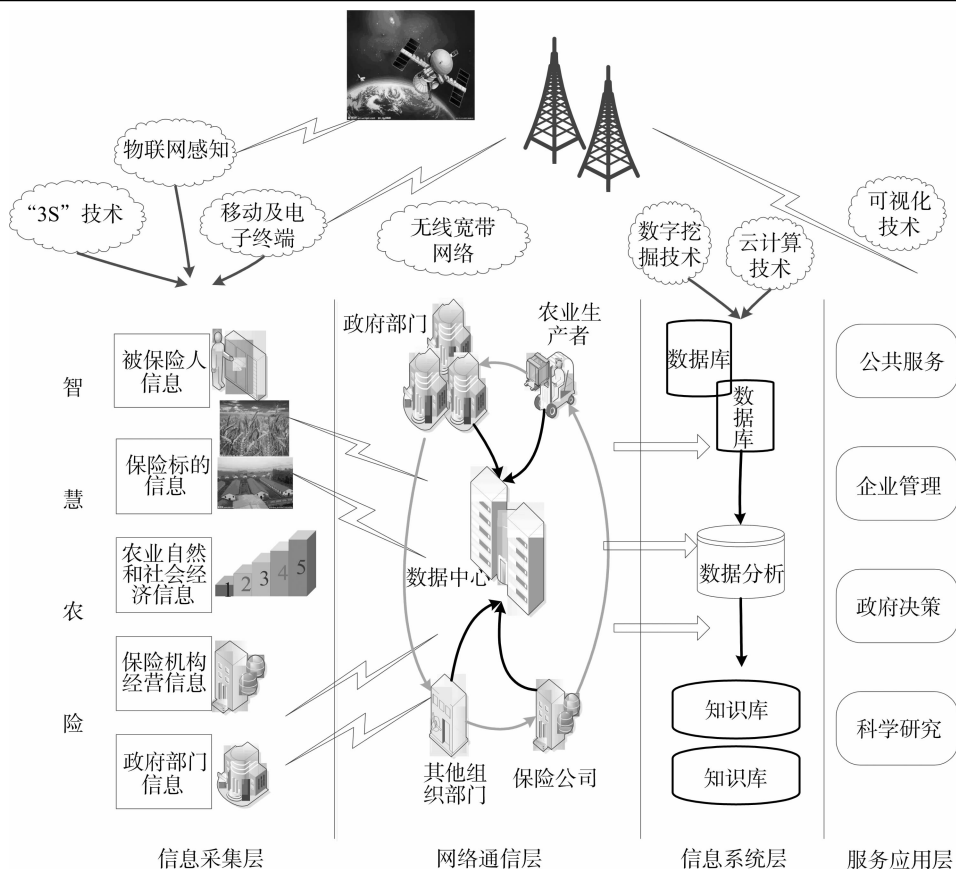 物联网感知
“3S”技术
移动及电
子终端
无线宽带
网络
数字挖
掘技术
云计算
技术
可视化
技术
智
慧
农
险
被保险人
信息
保险标的
信息
农业自然
和社会经
济信息
1 2 3 4 5
保险机构
经营信息
政府部门
信息
政府部门
农业生
产者
数据中心
其他组
织部门
保险公司
数据库
数
据
库
数据分析
知识库
知识库
公共服务
企业管理
政府决策
科学研究
信息采集层
网络通信层
信息系统层
服务应用层